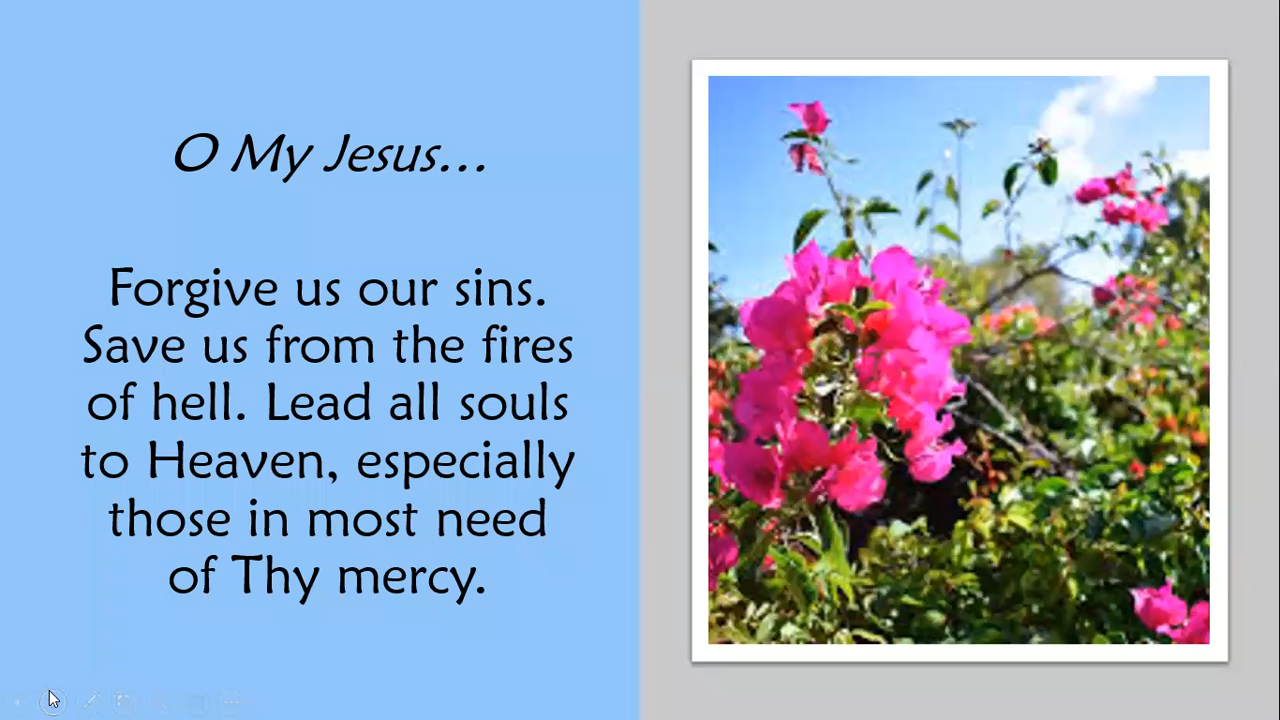 O My Jesus...
Forgive us our sins.
Save us from the fires
of hell. Lead all souls
to Heaven, especially
those in most need
of Thy mercy.